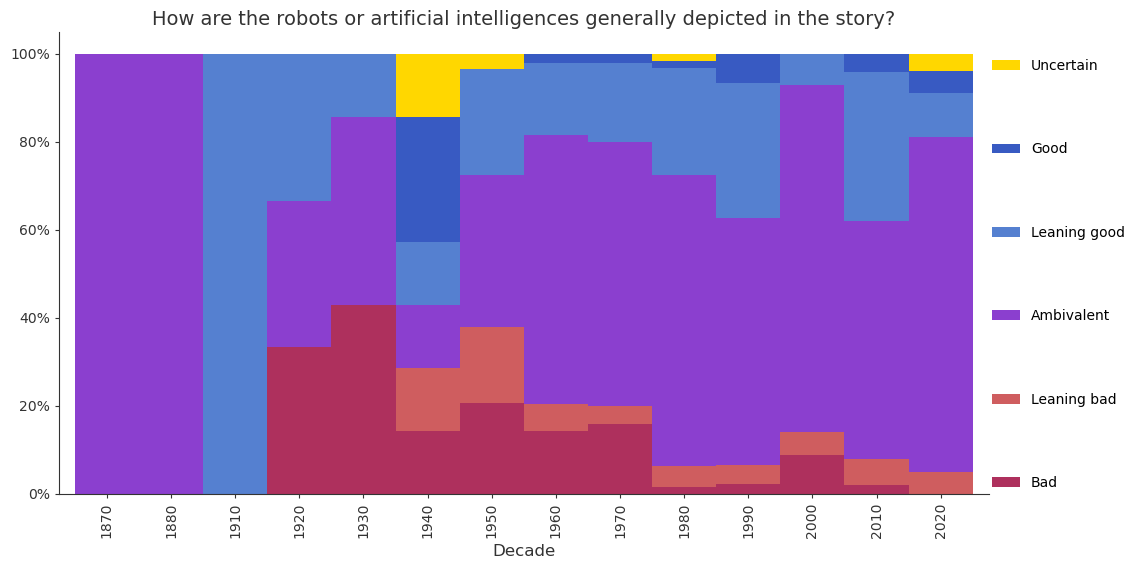 How are the robots or artificial intelligences generally depicted in the story?
100%
80%
60%
40%
20%
0%
Uncertain
Good
Leaning good
Ambivalent
Leaning bad
Bad
1870
1880
1910
1920
1930
1940
1950
1960
1970
1980
1990
2000
2010
2020
Decade